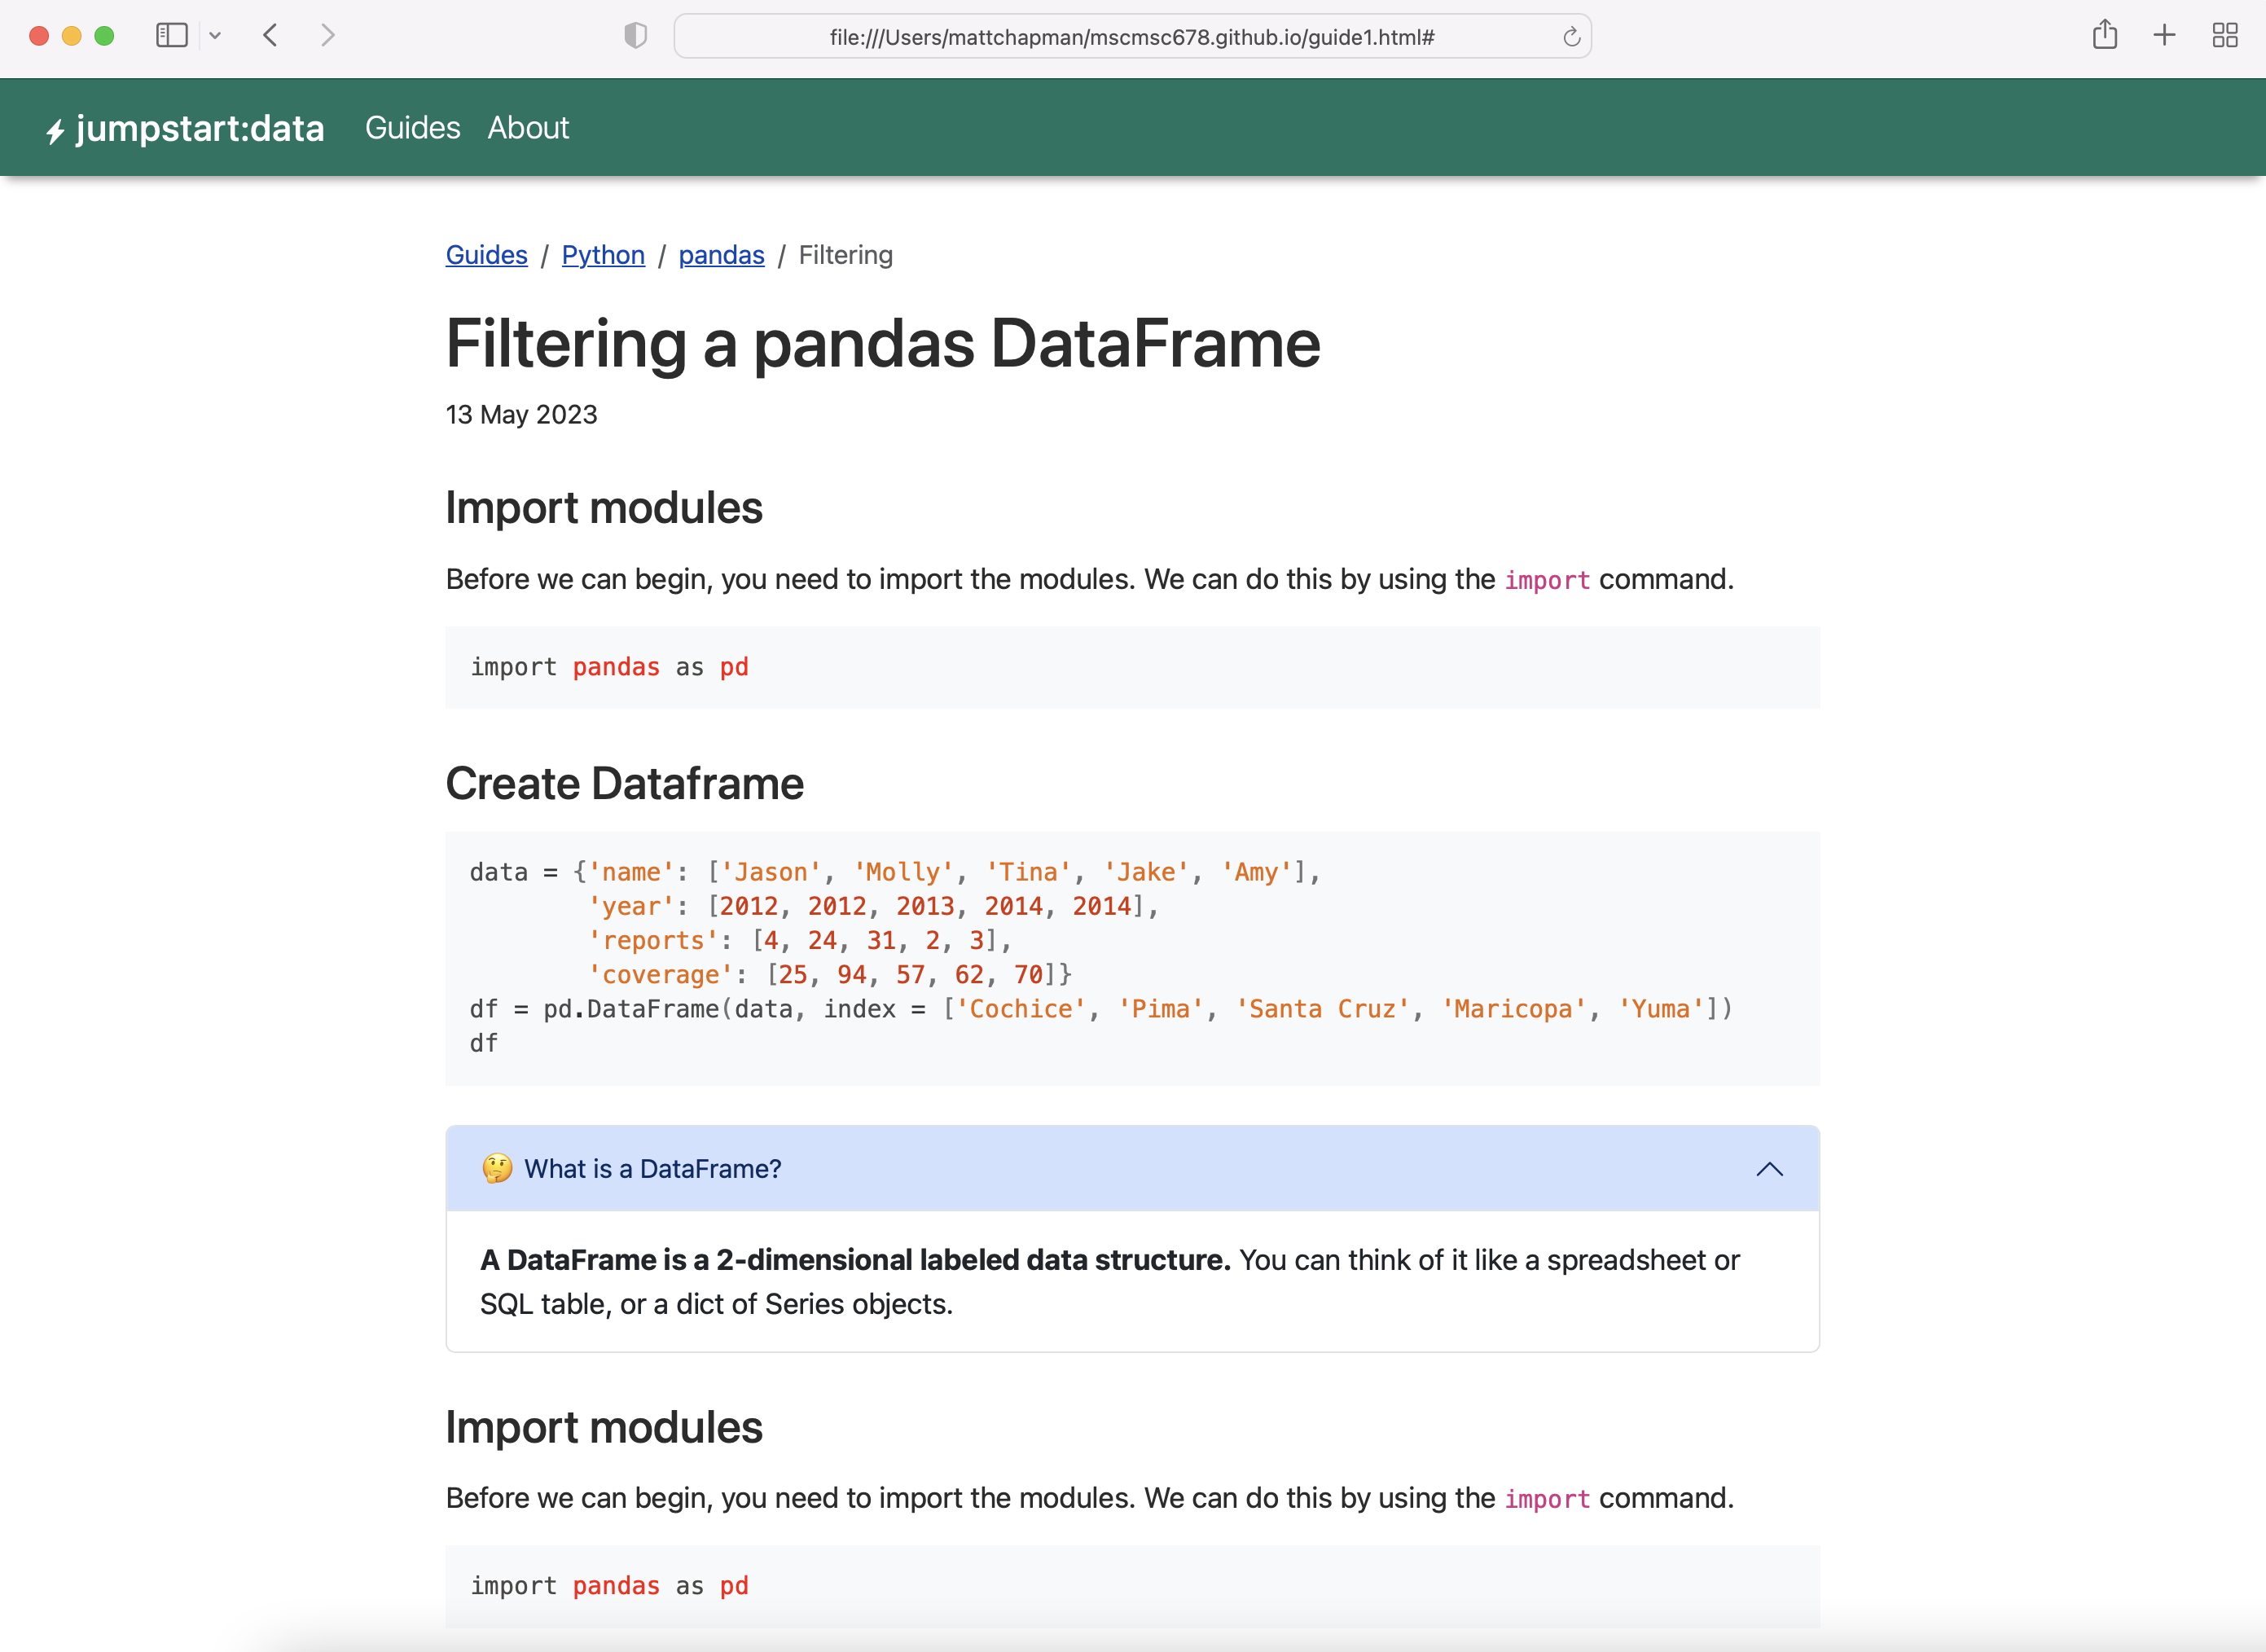 file:///Users/mattchapman/mscmsc678.github.io/guide1.html#
jumpstart:data Guides About
Guides / Python / pandas / Filtering
Filtering a pandas DataFrame
13 May 2023
Import modules
Before we can begin, you need to import the modules. We can do this by using the import command.
import pandas as pd
Create Dataframe
data = {'name': ['Jason', 'Molly', 'Tina', 'Jake', 'Amy'],
        'year': [2012, 2012, 2013, 2014, 2014],
        'reports': [4, 24, 31, 2, 3],
        'coverage': [25, 94, 57, 62, 70]}
df = pd.DataFrame(data, index = ['Cochice', 'Pima', 'Santa Cruz', 'Maricopa', 'Yuma'])
df
🤔 What is a DataFrame?
A DataFrame is a 2-dimensional labeled data structure. You can think of it like a spreadsheet or
SQL table, or a dict of Series objects.
Import modules
Before we can begin, you need to import the modules. We can do this by using the import command.
import pandas as pd